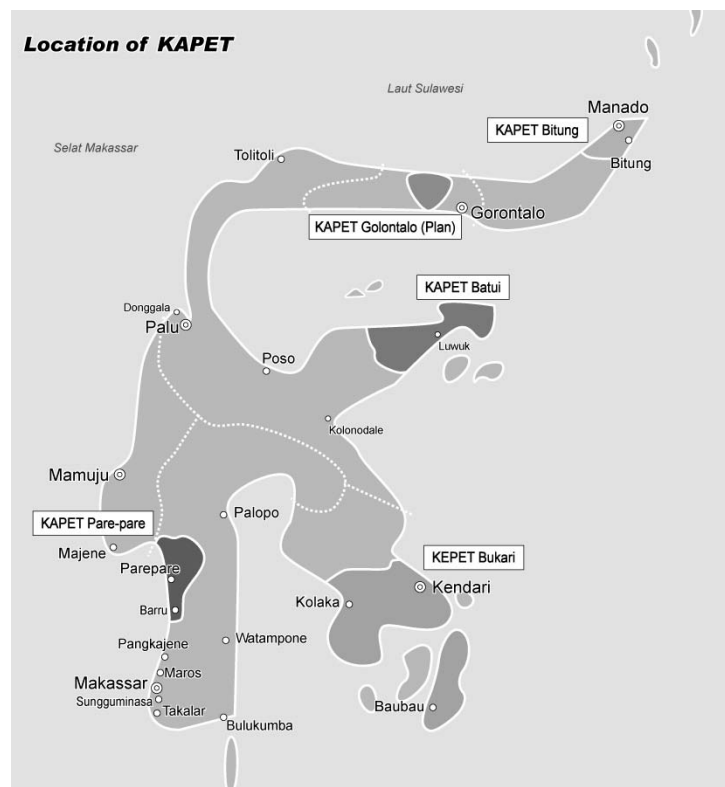 Location of KAPET
Laut Sulawesi
Manado
KAPET Bitung
Selat Makassar
Tolitoli
Bitung
Gorontalo
KAPET Golontalo (Plan)
KAPET Batui
Donggala
Palu
Luwuk
Poso
Kolonodale
Mamuju
Palopo
KAPET Pare-pare
Majene
KEPET Bukari
Parepare
Kendari
Kolaka
Barru
Watampone
Pangkajene
Maros
Makassar
Sungguminasa
Takalar
Baubau
Bulukumba